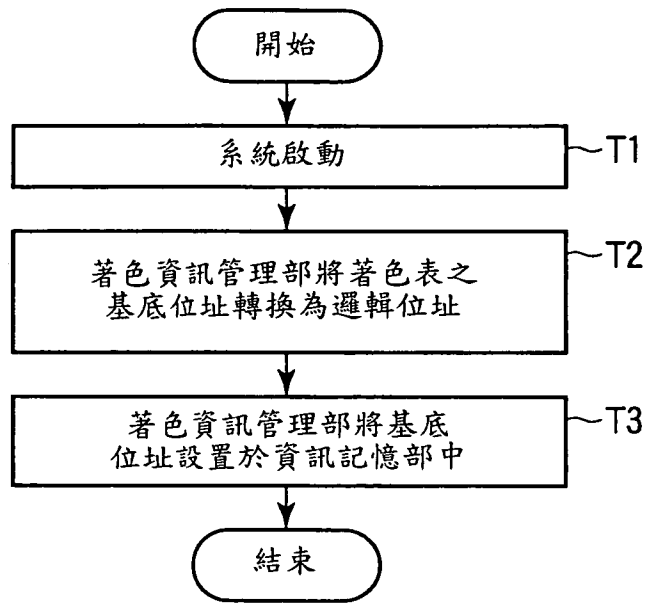 開始
系統啟動
T1
著色資訊管理部將著色表之
基底位址轉換為邏輯位址
T2
著色資訊管理部將基底
位址設置於資訊記憶部中
T3
結束